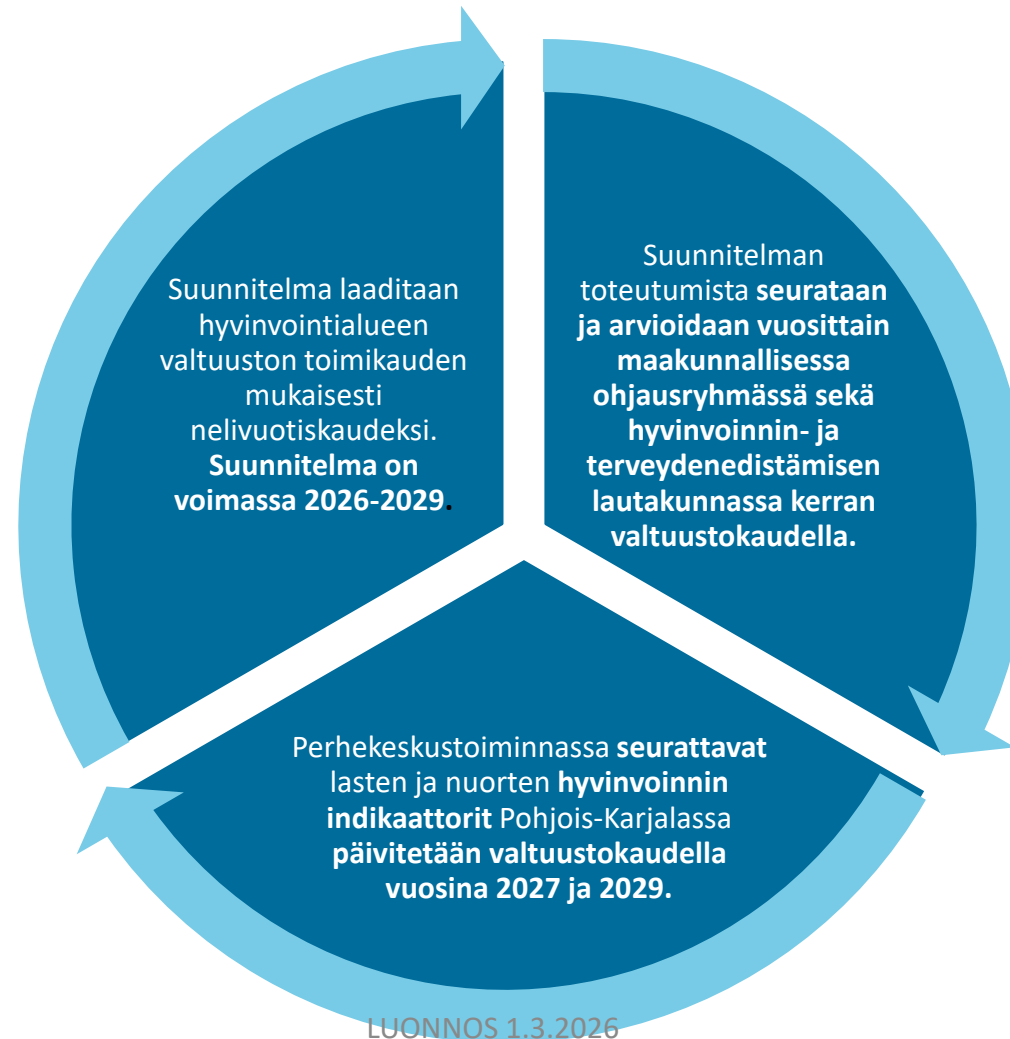 Suunnitelma laaditaan
hyvinvointialueen
valtuuston toimikauden
mukaisesti
nelivuotiskaudeksi.
Suunnitelma on
voimassa 2026-2029.
Suunnitelman
toteutumista seurataan
ja arvioidaan vuosittain
maakunnallisessa
ohjausryhmässä sekä
hyvinvoinnin- ja
terveydenedistämisen
lautakunnassa kerran
valtuustokaudella.
Perhekeskustoiminnassa seurattavat
lasten ja nuorten hyvinvoinnin
indikaattorit Pohjois-Karjalassa
päivitetään valtuustokaudella
vuosina 2027 ja 2029.
LUONNOS 1.3.2026